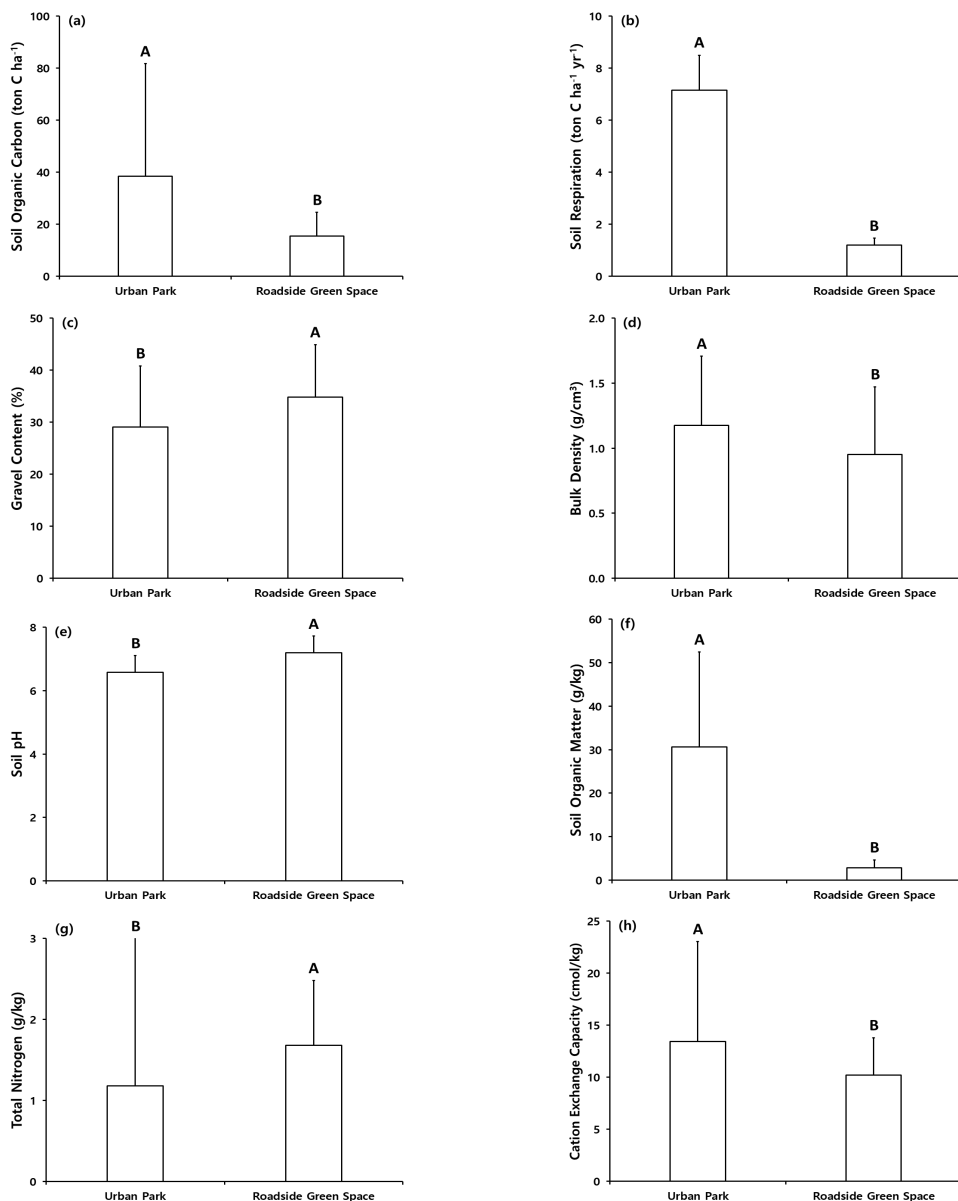 (a)
Soil Organic Carbon (ton C ha⁻¹)
100
80
60
40
20
0
A
B
Urban Park
Roadside Green Space
(b)
Soil Respiration (ton C ha⁻¹ yr⁻¹)
10
8
6
4
2
0
A
B
Urban Park
Roadside Green Space
(c)
Gravel Content (%)
50
40
30
20
10
0
B
A
Urban Park
Roadside Green Space
(d)
Bulk Density (g/cm³)
2.0
1.5
1.0
0.5
0.0
A
B
Urban Park
Roadside Green Space
(e)
Soil pH
8
6
4
2
0
B
A
Urban Park
Roadside Green Space
(f)
Soil Organic Matter (g/kg)
60
50
40
30
20
10
0
A
B
Urban Park
Roadside Green Space
(g)
Total Nitrogen (g/kg)
3
2
1
0
B
A
Urban Park
Roadside Green Space
(h)
Cation Exchange Capacity (cmol/kg)
25
20
15
10
5
0
A
B
Urban Park
Roadside Green Space